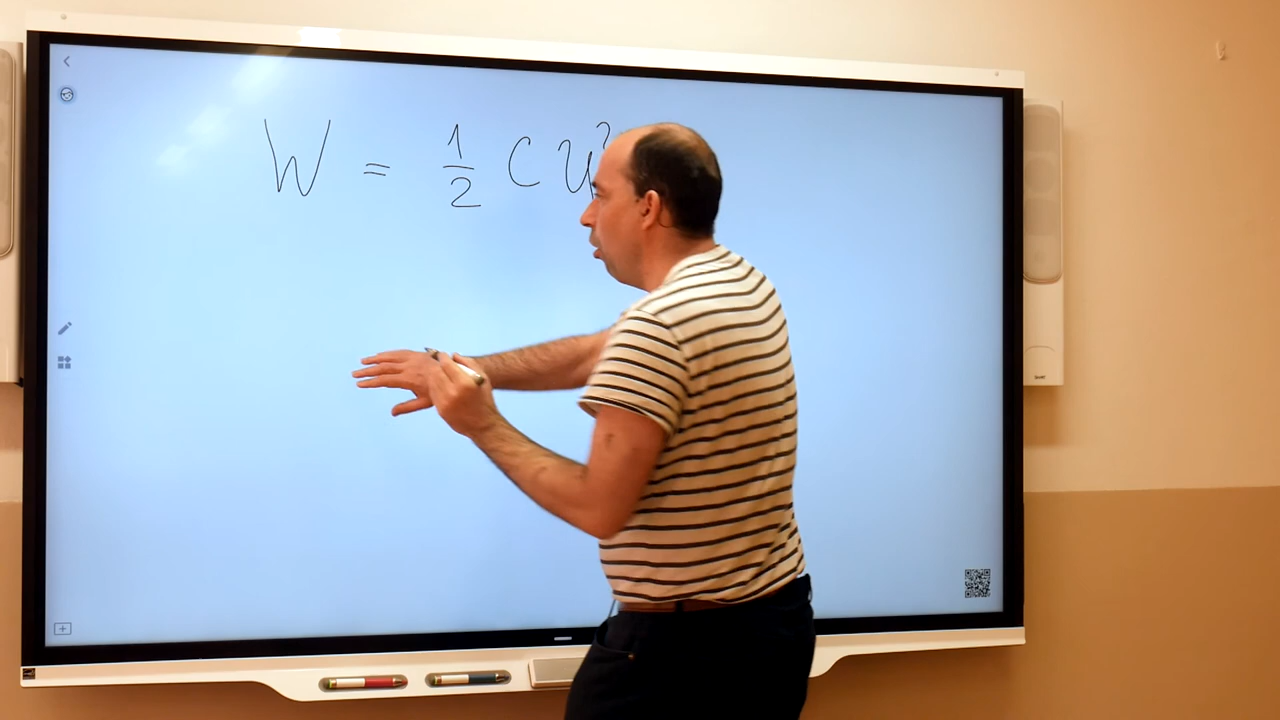 W = 1/2 C U²